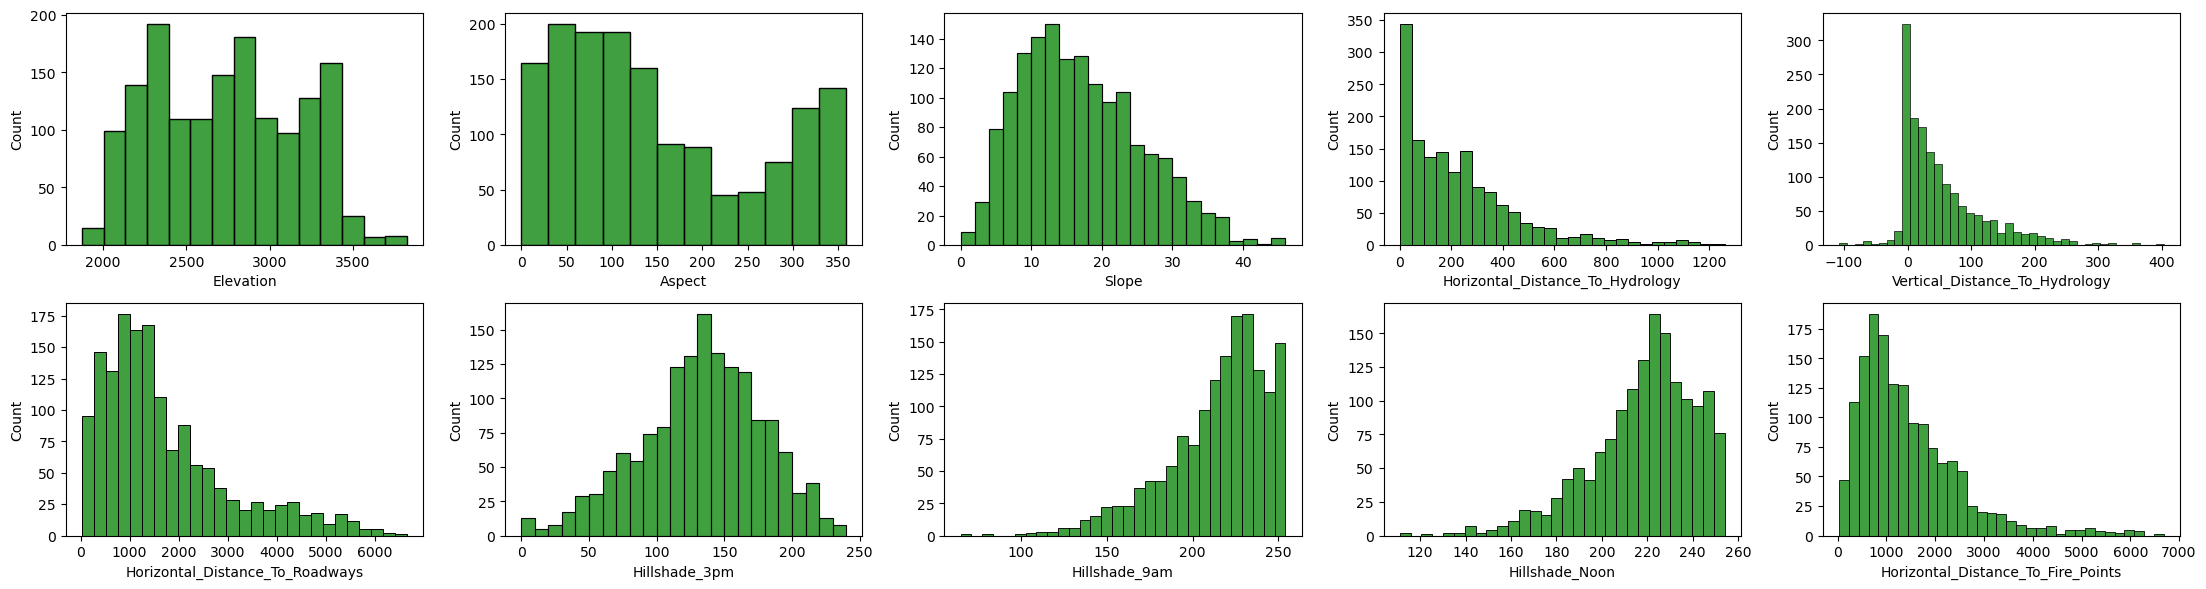 200
150
100
50
0
Count
2000 2500 3000 3500
Elevation
200
150
100
50
0
Count
0 50 100 150 200 250 300 350
Aspect
140
120
100
80
60
40
20
0
Count
0 10 20 30 40
Slope
350
300
250
200
150
100
50
0
Count
0 200 400 600 800 1000 1200
Horizontal_Distance_To_Hydrology
300
250
200
150
100
50
0
Count
−100 0 100 200 300 400
Vertical_Distance_To_Hydrology
175
150
125
100
75
50
25
0
Count
0 1000 2000 3000 4000 5000 6000
Horizontal_Distance_To_Roadways
150
125
100
75
50
25
0
Count
0 50 100 150 200 250
Hillshade_3pm
175
150
125
100
75
50
25
0
Count
100 150 200 250
Hillshade_9am
150
125
100
75
50
25
0
Count
120 140 160 180 200 220 240 260
Hillshade_Noon
175
150
125
100
75
50
25
0
Count
0 1000 2000 3000 4000 5000 6000 7000
Horizontal_Distance_To_Fire_Points